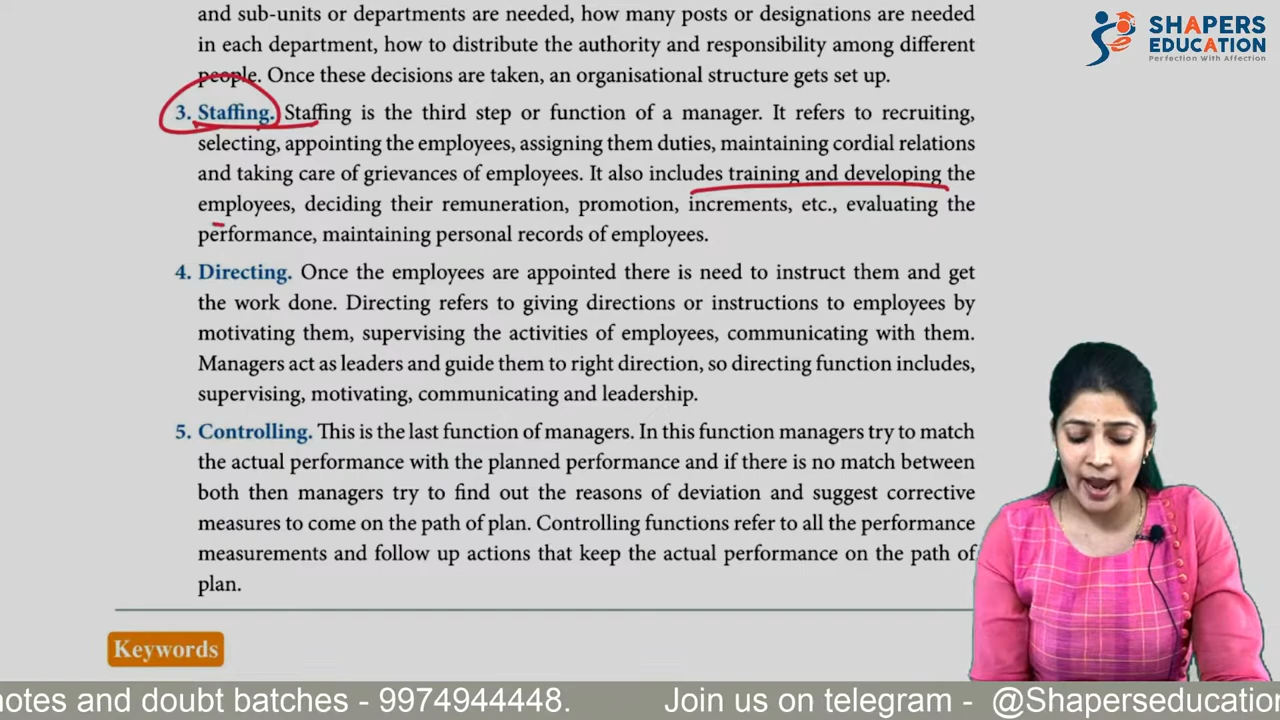 and sub-units or departments are needed, how many posts or designations are needed
in each department, how to distribute the authority and responsibility among different
people. Once these decisions are taken, an organisational structure gets set up.
3. Staffing. Staffing is the third step or function of a manager. It refers to recruiting,
selecting, appointing the employees, assigning them duties, maintaining cordial relations
and taking care of grievances of employees. It also includes training and developing the
employees, deciding their remuneration, promotion, increments, etc., evaluating the
performance, maintaining personal records of employees.
4. Directing. Once the employees are appointed there is need to instruct them and get
the work done. Directing refers to giving directions or instructions to employees by
motivating them, supervising the activities of employees, communicating with them.
Managers act as leaders and guide them to right direction, so directing function includes,
supervising, motivating, communicating and leadership.
5. Controlling. This is the last function of managers. In this function managers try to match
the actual performance with the planned performance and if there is no match between
both then managers try to find out the reasons of deviation and suggest corrective
measures to come on the path of plan. Controlling functions refer to all the performance
measurements and follow up actions that keep the actual performance on the path of
plan.
Keywords
SHAPERS
EDUCATION
Perfection With Affection
notes and doubt batches - 9974944448. Join us on telegram - @Shaperseducation